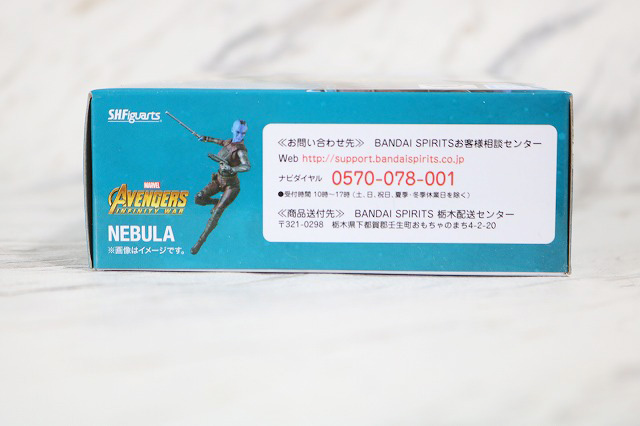 S.H.Figuarts
MARVEL
AVENGERS
INFINITY WAR
NEBULA
※画像はイメージです。
≪お問い合わせ先≫ BANDAI SPIRITSお客様相談センター
Web http://support.bandaispirits.co.jp
ナビダイヤル 0570-078-001
●受付時間 10時〜17時 (土、日、祝日、夏季・冬季休業日を除く)
≪商品送付先≫ BANDAI SPIRITS 栃木配送センター
〒321-0298 栃木県下都賀郡壬生町おもちゃのまち4-2-20